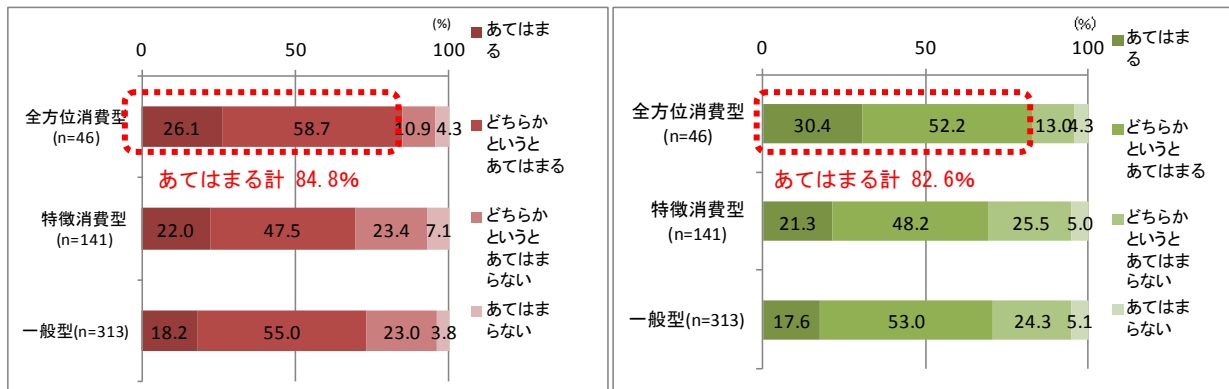 (%)
0 50 100
あてはま
る
全方位消費型
(n=46)
26.1 58.7 10.9 4.3
どちらか
というと
あてはまる
あてはまる計 84.8%
特徴消費型
(n=141)
22.0 47.5 23.4 7.1
どちらか
というと
あてはま
らない
一般型(n=313)
18.2 55.0 23.0 3.8
あてはま
らない
(%)
0 50 100
あてはま
る
全方位消費型
(n=46)
30.4 52.2 13.0 4.3
どちらか
というと
あてはまる
あてはまる計 82.6%
特徴消費型
(n=141)
21.3 48.2 25.5 5.0
どちらか
というと
あてはま
らない
一般型(n=313)
17.6 53.0 24.3 5.1
あてはま
らない